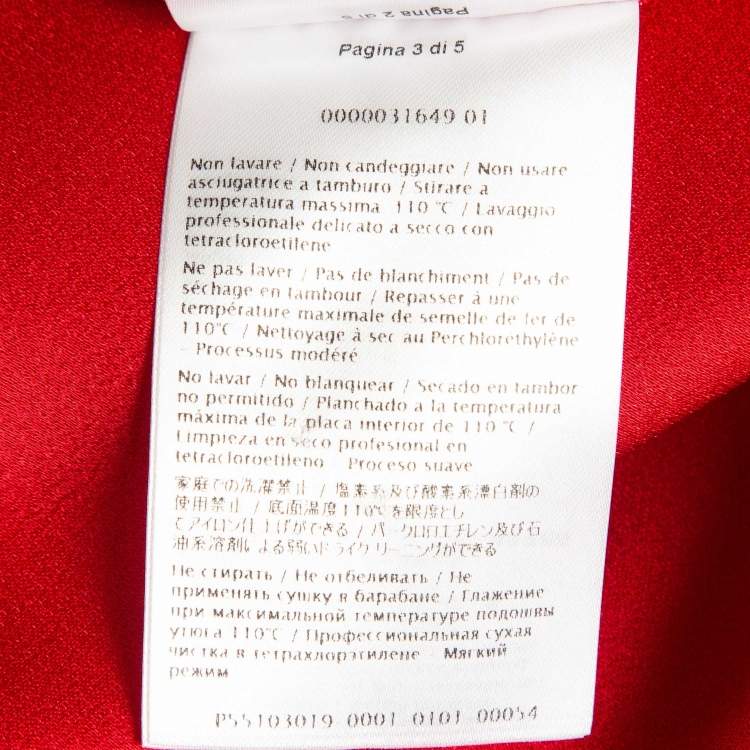 Pagina 2 di 5
Pagina 3 di 5
0000031649 01
Non lavare / Non candeggiare / Non usare
asciugatrice a tamburo / Stirare a
temperatura massima 110 °C / Lavaggio
professionale delicato a secco con
tetracloroetilene
Ne pas laver / Pas de blanchiment / Pas de
séchage en tambour / Repasser à une
température maximale de semelle de fer de
110°C / Nettoyage à sec au Perchlorethylène
- Processus modéré
No lavar / No blanquear / Secado en tambor
no permitido / Planchado a la temperatura
máxima de la placa interior de 110 °C /
Limpieza en seco profesional en
tetracloroetileno - Proceso suave
家庭での洗濯禁止 / 塩素系及び酸素系漂白剤の
使用禁止 / 底面温度110℃を限度とし
てアイロン仕上げができる / パークロロエチレン及び石
油系溶剤による弱いドライクリーニングができる
Не стирать / Не отбеливать / Не
применять сушку в барабане / Глажение
при максимальной температуре подошвы
утюга 110°C / Профессиональная сухая
чистка в тетрахлорэтилене - Мягкий
режим
P55103019 0001 0101 00054